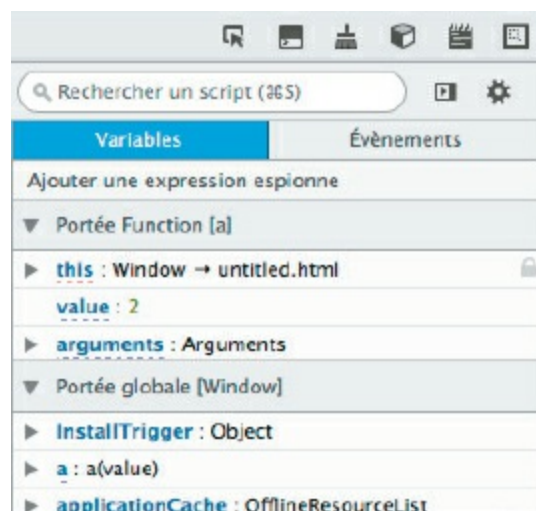 Rechercher un script (⌘S)
Variables
Évènements
Ajouter une expression espionne
Portée Function [a]
this : Window → untitled.html
value : 2
arguments : Arguments
Portée globale [Window]
InstallTrigger : Object
a : a(value)
applicationCache : OfflineResourceList